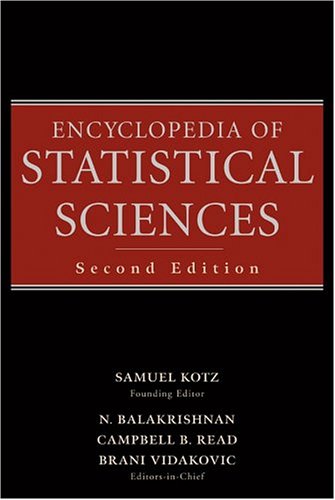 ENCYCLOPEDIA OF
STATISTICAL
SCIENCES
Second Edition
SAMUEL KOTZ
Founding Editor
N. BALAKRISHNAN
CAMPBELL B. READ
BRANI VIDAKOVIC
Editors-in-Chief